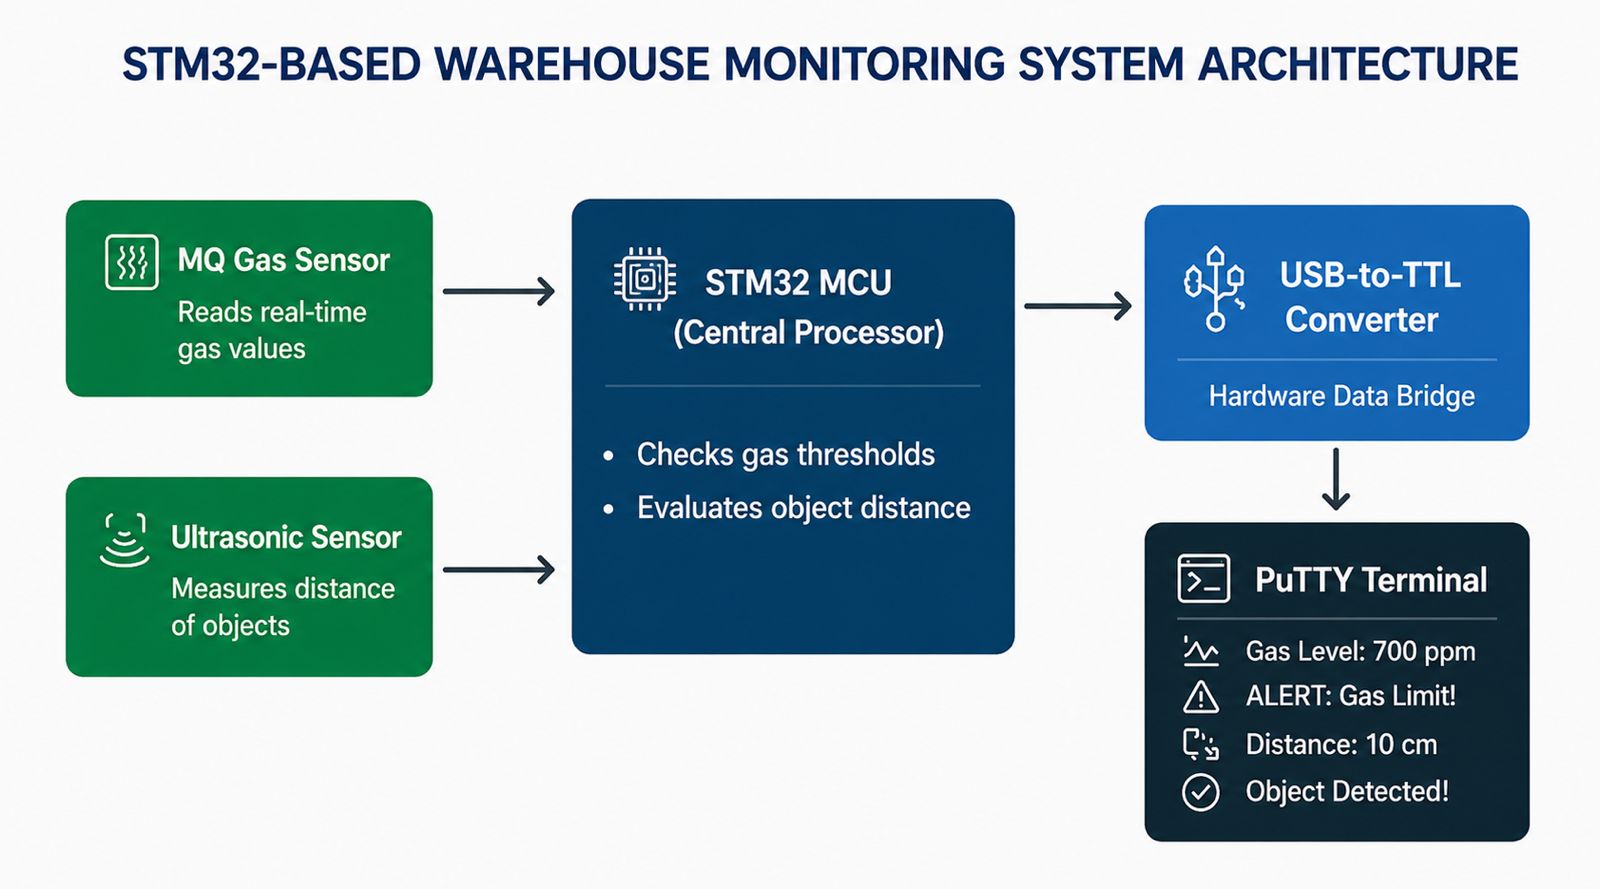 STM32-BASED WAREHOUSE MONITORING SYSTEM ARCHITECTURE
MQ Gas Sensor
Reads real-time
gas values
Ultrasonic Sensor
Measures distance
of objects
STM32 MCU
(Central Processor)
• Checks gas thresholds
• Evaluates object distance
USB-to-TTL
Converter
Hardware Data Bridge
PuTTY Terminal
Gas Level: 700 ppm
ALERT: Gas Limit!
Distance: 10 cm
Object Detected!